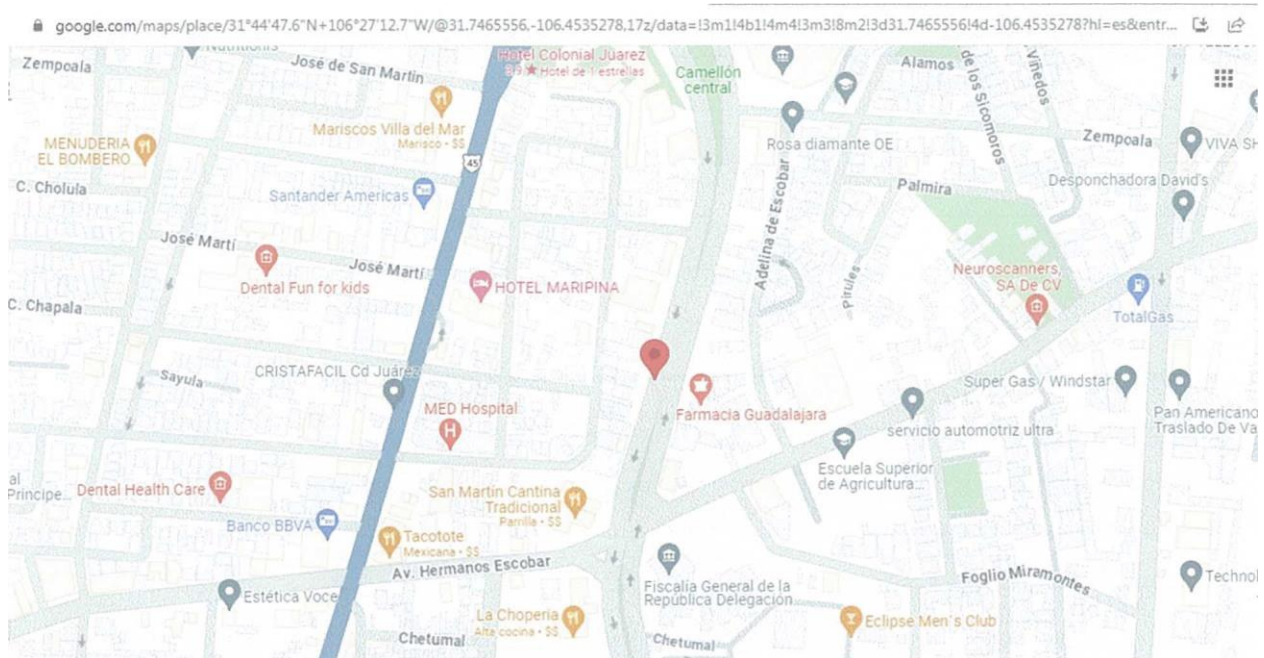 google.com/maps/place/31°44'47.6"N+106°27'12.7"W/@31.7465556,-106.4535278,17z/data=!3m1!4b1!4m4!3m3!8m2!3d31.7465556!4d-106.4535278?hl=es&entr...
Zempoala
José de San Martín
Hotel Colonial Juarez
3.9 ★ Hotel de 1 estrellas
Camellón
central
Alamos
de los Sicomoros
Viñedos
MENUDERIA
EL BOMBERO
Mariscos Villa del Mar
Marisco · $$
Rosa diamante OE
Zempoala
VIVA
C. Cholula
Santander Americas
45
Palmira
Desponchadora David's
José Martí
José Martí
Adelina de Escobar
Dental Fun for kids
HOTEL MARIPINA
Pirules
Neuroscanners,
SA De CV
TotalGas
C. Chapala
Sayula
CRISTAFACIL Cd Juárez
MED Hospital
Farmacia Guadalajara
Super Gas / Windstar
servicio automotriz ultra
Pan Americano
Traslado De Va
al
Principe...
Dental Health Care
San Martín Cantina
Tradicional
Parrilla · $$
Escuela Superior
de Agricultura...
Banco BBVA
Tacotote
Mexicana · $$
Av. Hermanos Escobar
Estética Voce
Fiscalía General de la
República Delegación
Foglio Miramontes
Technol
La Choperia
Alta cocina · $$
Eclipse Men´s Club
Chetumal
Chetumal